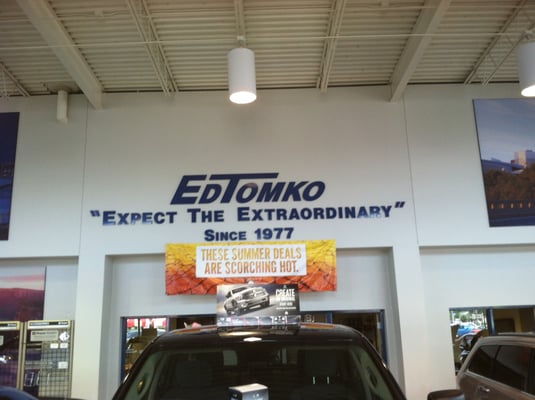 EDTOMKO
"EXPECT THE EXTRAORDINARY"
SINCE 1977
THESE SUMMER DEALS
ARE SCORCHING HOT.
CREATE